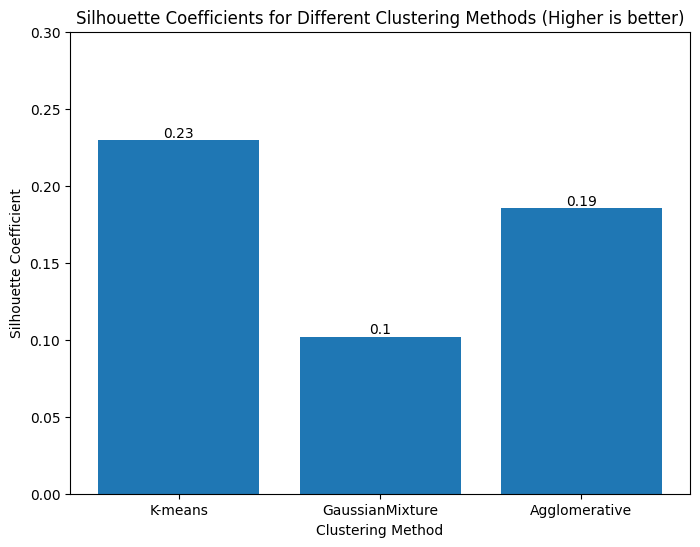 Silhouette Coefficients for Different Clustering Methods (Higher is better)
0.30
0.25
0.20
0.15
0.10
0.05
0.00
Silhouette Coefficient
0.23
0.1
0.19
K-means
GaussianMixture
Agglomerative
Clustering Method